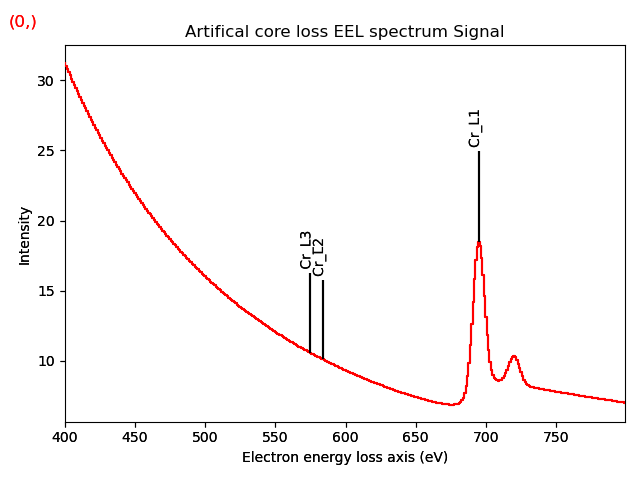 (0,)
Artifical core loss EEL spectrum Signal
30
25
20
15
10
Intensity
Cr_L3
Cr_L2
Cr_L1
400
450
500
550
600
650
700
750
Electron energy loss axis (eV)